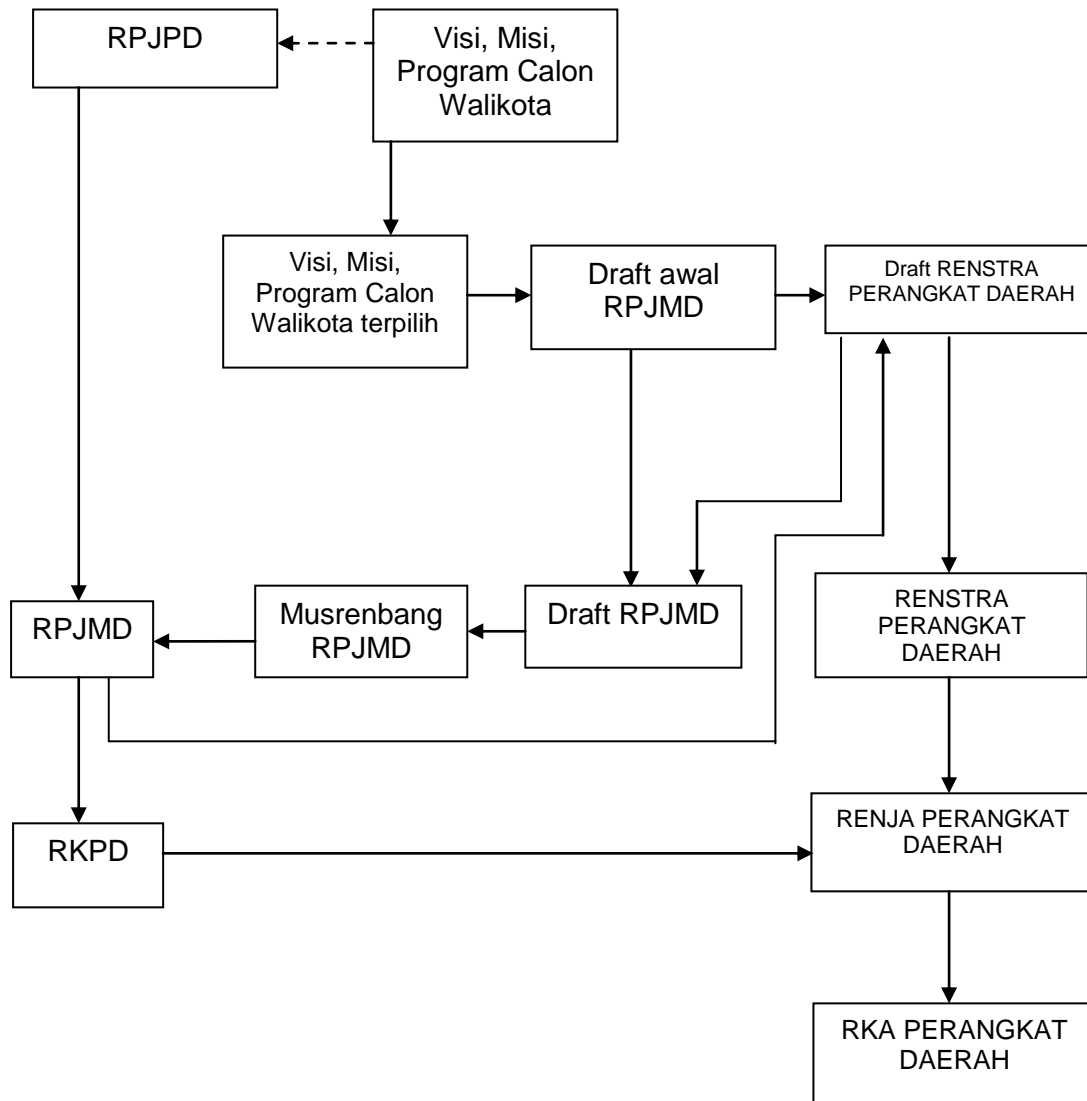 RPJPD
Visi, Misi,
Program Calon
Walikota
Visi, Misi,
Program Calon
Walikota terpilih
Draft awal
RPJMD
Draft RENSTRA
PERANGKAT DAERAH
RPJMD
Musrenbang
RPJMD
Draft RPJMD
RENSTRA
PERANGKAT
DAERAH
RKPD
RENJA PERANGKAT
DAERAH
RKA PERANGKAT
DAERAH